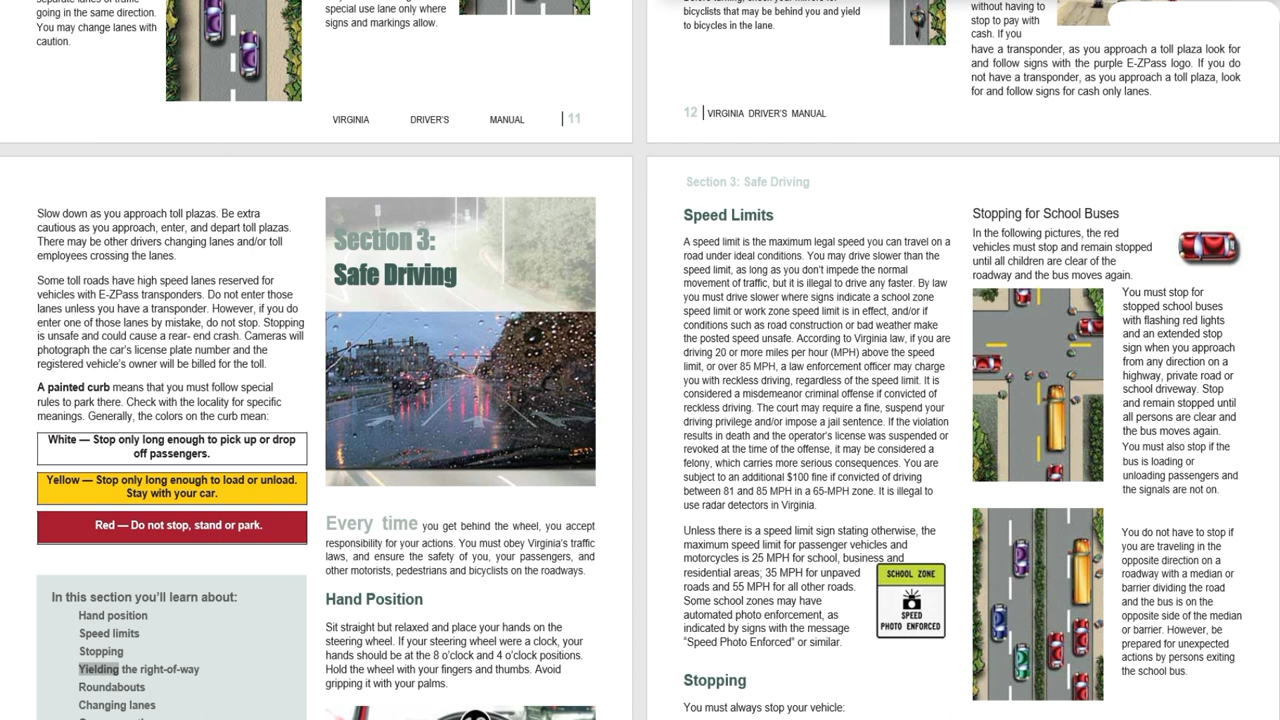 separate lanes of traffic
going in the same direction.
You may change lanes with
caution.
special use lane only where
signs and markings allow.
VIRGINIA DRIVER'S MANUAL 11
bicyclists that may be behind you and yield
to bicycles in the lane.
without having to
stop to pay with
cash. If you
have a transponder, as you approach a toll plaza look for
and follow signs with the purple E-ZPass logo. If you do
not have a transponder, as you approach a toll plaza, look
for and follow signs for cash only lanes.
12 VIRGINIA DRIVER'S MANUAL
Slow down as you approach toll plazas. Be extra
cautious as you approach, enter, and depart toll plazas.
There may be other drivers changing lanes and/or toll
employees crossing the lanes.
Some toll roads have high speed lanes reserved for
vehicles with E-ZPass transponders. Do not enter those
lanes unless you have a transponder. However, if you do
enter one of those lanes by mistake, do not stop. Stopping
is unsafe and could cause a rear- end crash. Cameras will
photograph the car's license plate number and the
registered vehicle's owner will be billed for the toll.
A painted curb means that you must follow special
rules to park there. Check with the locality for specific
meanings. Generally, the colors on the curb mean:
White — Stop only long enough to pick up or drop
off passengers.
Yellow — Stop only long enough to load or unload.
Stay with your car.
Red — Do not stop, stand or park.
In this section you'll learn about:
Hand position
Speed limits
Stopping
Yielding the right-of-way
Roundabouts
Changing lanes
Section 3:
Safe Driving
Every time you get behind the wheel, you accept
responsibility for your actions. You must obey Virginia's traffic
laws, and ensure the safety of you, your passengers, and
other motorists, pedestrians and bicyclists on the roadways.
Hand Position
Sit straight but relaxed and place your hands on the
steering wheel. If your steering wheel were a clock, your
hands should be at the 8 o'clock and 4 o'clock positions.
Hold the wheel with your fingers and thumbs. Avoid
gripping it with your palms.
Section 3: Safe Driving
Speed Limits
A speed limit is the maximum legal speed you can travel on a
road under ideal conditions. You may drive slower than the
speed limit, as long as you don't impede the normal
movement of traffic, but it is illegal to drive any faster. By law
you must drive slower where signs indicate a school zone
speed limit or work zone speed limit is in effect, and/or if
conditions such as road construction or bad weather make
the posted speed unsafe. According to Virginia law, if you are
driving 20 or more miles per hour (MPH) above the speed
limit, or over 85 MPH, a law enforcement officer may charge
you with reckless driving, regardless of the speed limit. It is
considered a misdemeanor criminal offense if convicted of
reckless driving. The court may require a fine, suspend your
driving privilege and/or impose a jail sentence. If the violation
results in death and the operator's license was suspended or
revoked at the time of the offense, it may be considered a
felony, which carries more serious consequences. You are
subject to an additional $100 fine if convicted of driving
between 81 and 85 MPH in a 65-MPH zone. It is illegal to
use radar detectors in Virginia.
Unless there is a speed limit sign stating otherwise, the
maximum speed limit for passenger vehicles and
motorcycles is 25 MPH for school, business and
residential areas; 35 MPH for unpaved
roads and 55 MPH for all other roads.
Some school zones may have
automated photo enforcement, as
indicated by signs with the message
"Speed Photo Enforced" or similar.
SCHOOL ZONE
SPEED
PHOTO ENFORCED
Stopping
You must always stop your vehicle:
Stopping for School Buses
In the following pictures, the red
vehicles must stop and remain stopped
until all children are clear of the
roadway and the bus moves again.
You must stop for
stopped school buses
with flashing red lights
and an extended stop
sign when you approach
from any direction on a
highway, private road or
school driveway. Stop
and remain stopped until
all persons are clear and
the bus moves again.
You must also stop if the
bus is loading or
unloading passengers and
the signals are not on.
You do not have to stop if
you are traveling in the
opposite direction on a
roadway with a median or
barrier dividing the road
and the bus is on the
opposite side of the median
or barrier. However, be
prepared for unexpected
actions by persons exiting
the school bus.